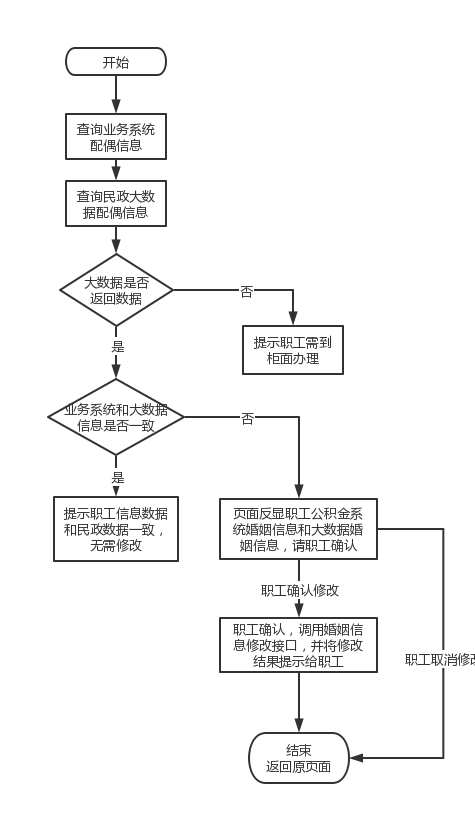 开始
查询业务系统
配偶信息
查询民政大数
据配偶信息
大数据是否
返回数据
否
提示职工需到
柜面办理
是
业务系统和大数据
信息是否一致
否
是
提示职工信息数据
和民政数据一致，
无需修改
页面反显职工公积金系
统婚姻信息和大数据婚
姻信息，请职工确认
职工确认修改
职工确认，调用婚姻信
息修改接口，并将修改
结果提示给职工
职工取消修改
结束
返回原页面